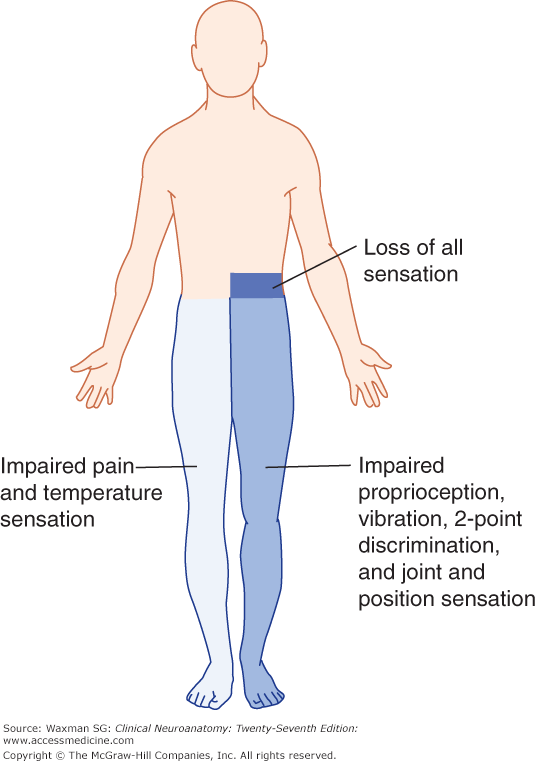 Loss of all
sensation
Impaired pain
and temperature
sensation
Impaired
proprioception,
vibration, 2-point
discrimination,
and joint and
position sensation
Source: Waxman SG: Clinical Neuroanatomy: Twenty-Seventh Edition:
www.accessmedicine.com
Copyright © The McGraw-Hill Companies, Inc. All rights reserved.